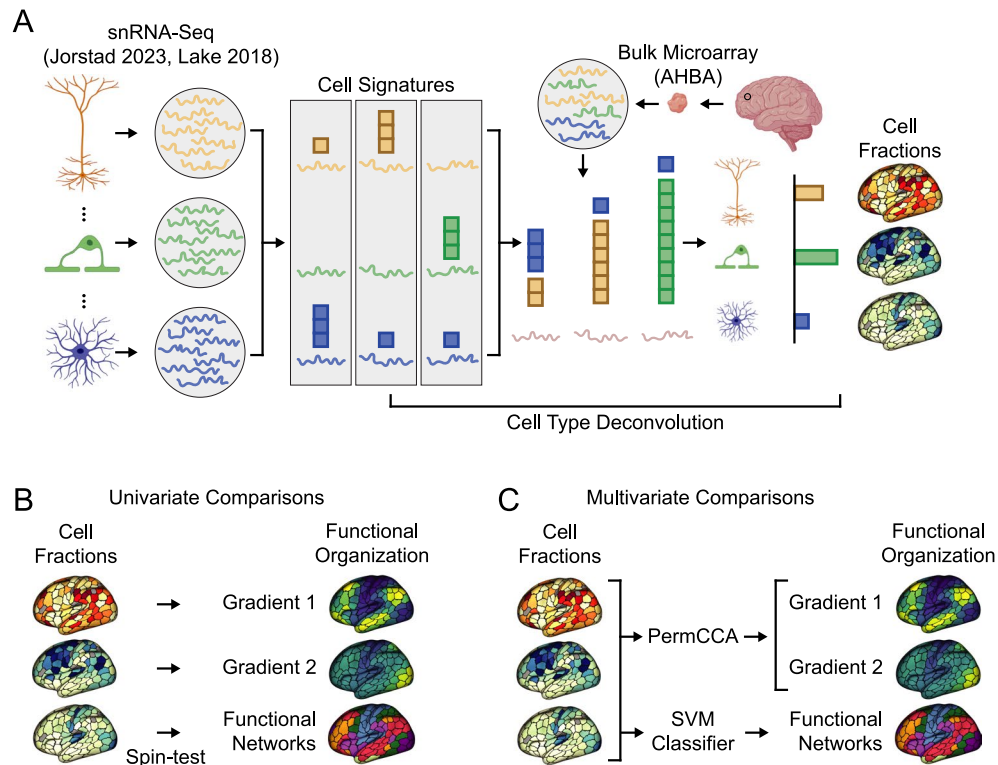 A
snRNA-Seq
(Jorstad 2023, Lake 2018)
Cell Signatures
Bulk Microarray
(AHBA)
Cell
Fractions
Cell Type Deconvolution
B
Univariate Comparisons
Cell
Fractions
Functional
Organization
Gradient 1
Gradient 2
Functional
Networks
Spin-test
C
Multivariate Comparisons
Cell
Fractions
Functional
Organization
Gradient 1
PermCCA
Gradient 2
SVM
Classifier
Functional
Networks